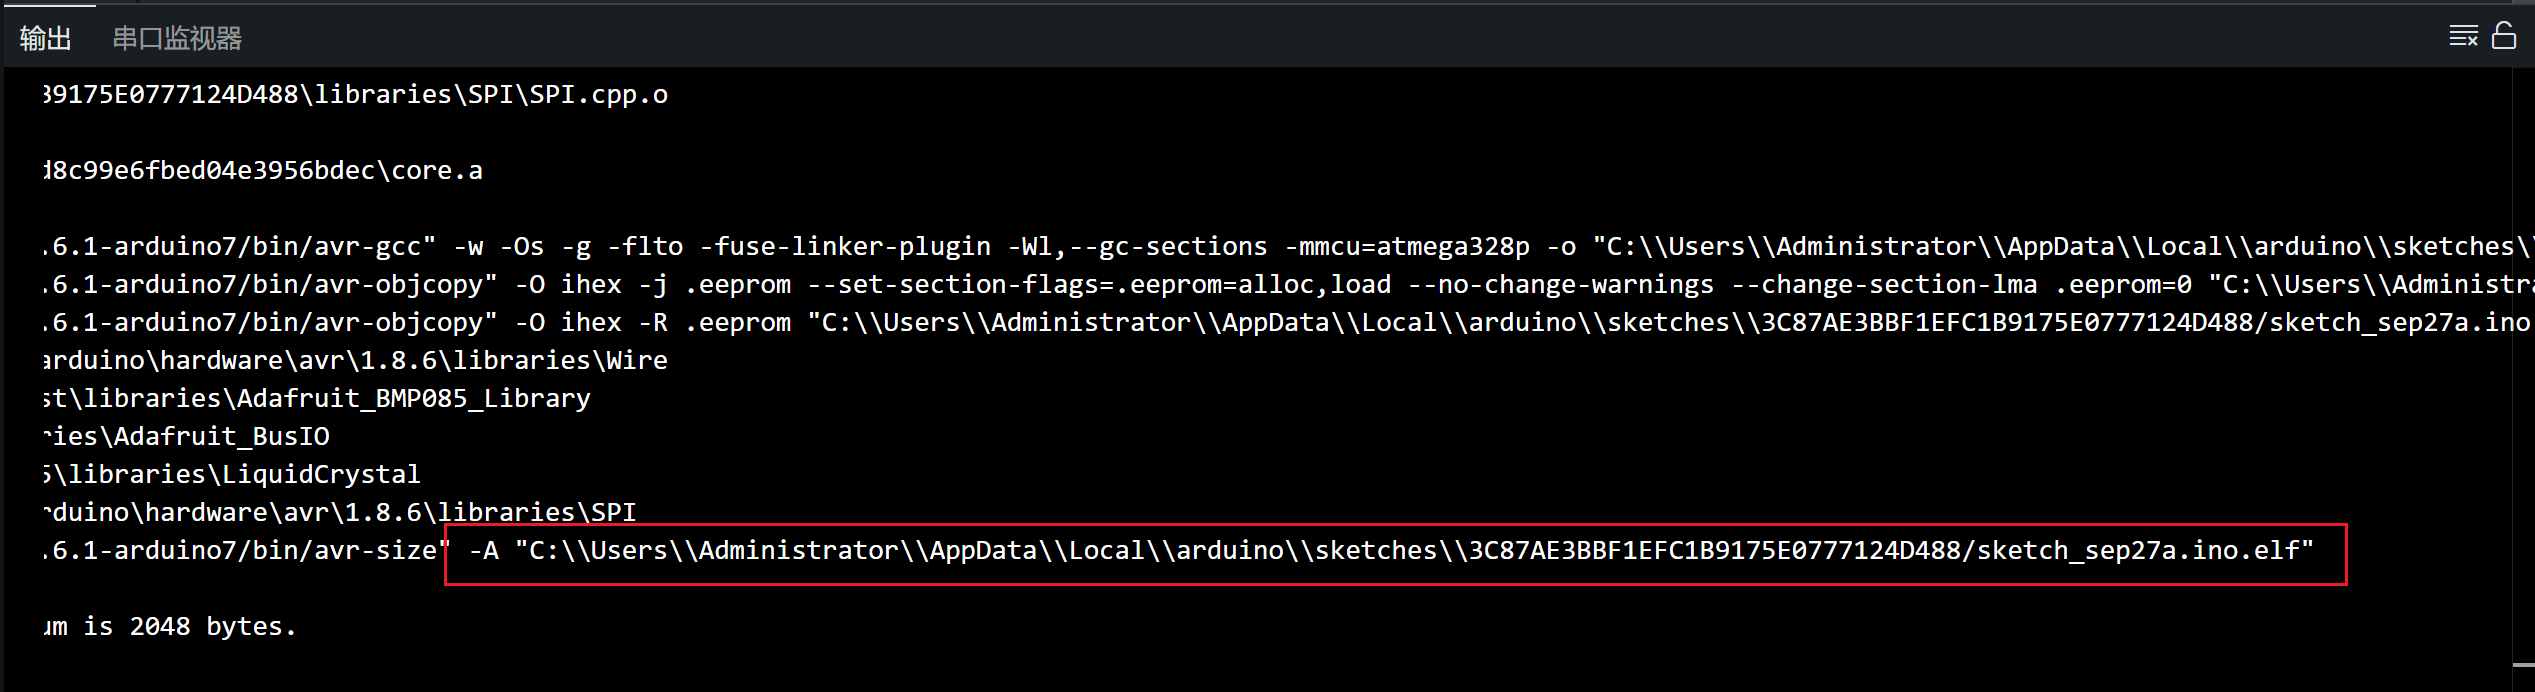 输出 串口监视器
39175E0777124D488\libraries\SPI\SPI.cpp.o
d8c99e6fbed04e3956bdec\core.a
.6.1-arduino7/bin/avr-gcc" -w -Os -g -flto -fuse-linker-plugin -Wl,--gc-sections -mmcu=atmega328p -o "C:\\Users\\Administrator\\AppData\\Local\\arduino\\sketches\\
.6.1-arduino7/bin/avr-objcopy" -O ihex -j .eeprom --set-section-flags=.eeprom=alloc,load --no-change-warnings --change-section-lma .eeprom=0 "C:\\Users\\Administra
.6.1-arduino7/bin/avr-objcopy" -O ihex -R .eeprom "C:\\Users\\Administrator\\AppData\\Local\\arduino\\sketches\\3C87AE3BBF1EFC1B9175E0777124D488/sketch_sep27a.ino
arduino\hardware\avr\1.8.6\libraries\Wire
st\libraries\Adafruit_BMP085_Library
ries\Adafruit_BusIO
5\libraries\LiquidCrystal
rduino\hardware\avr\1.8.6\libraries\SPI
.6.1-arduino7/bin/avr-size" -A "C:\\Users\\Administrator\\AppData\\Local\\arduino\\sketches\\3C87AE3BBF1EFC1B9175E0777124D488/sketch_sep27a.ino.elf"
um is 2048 bytes.